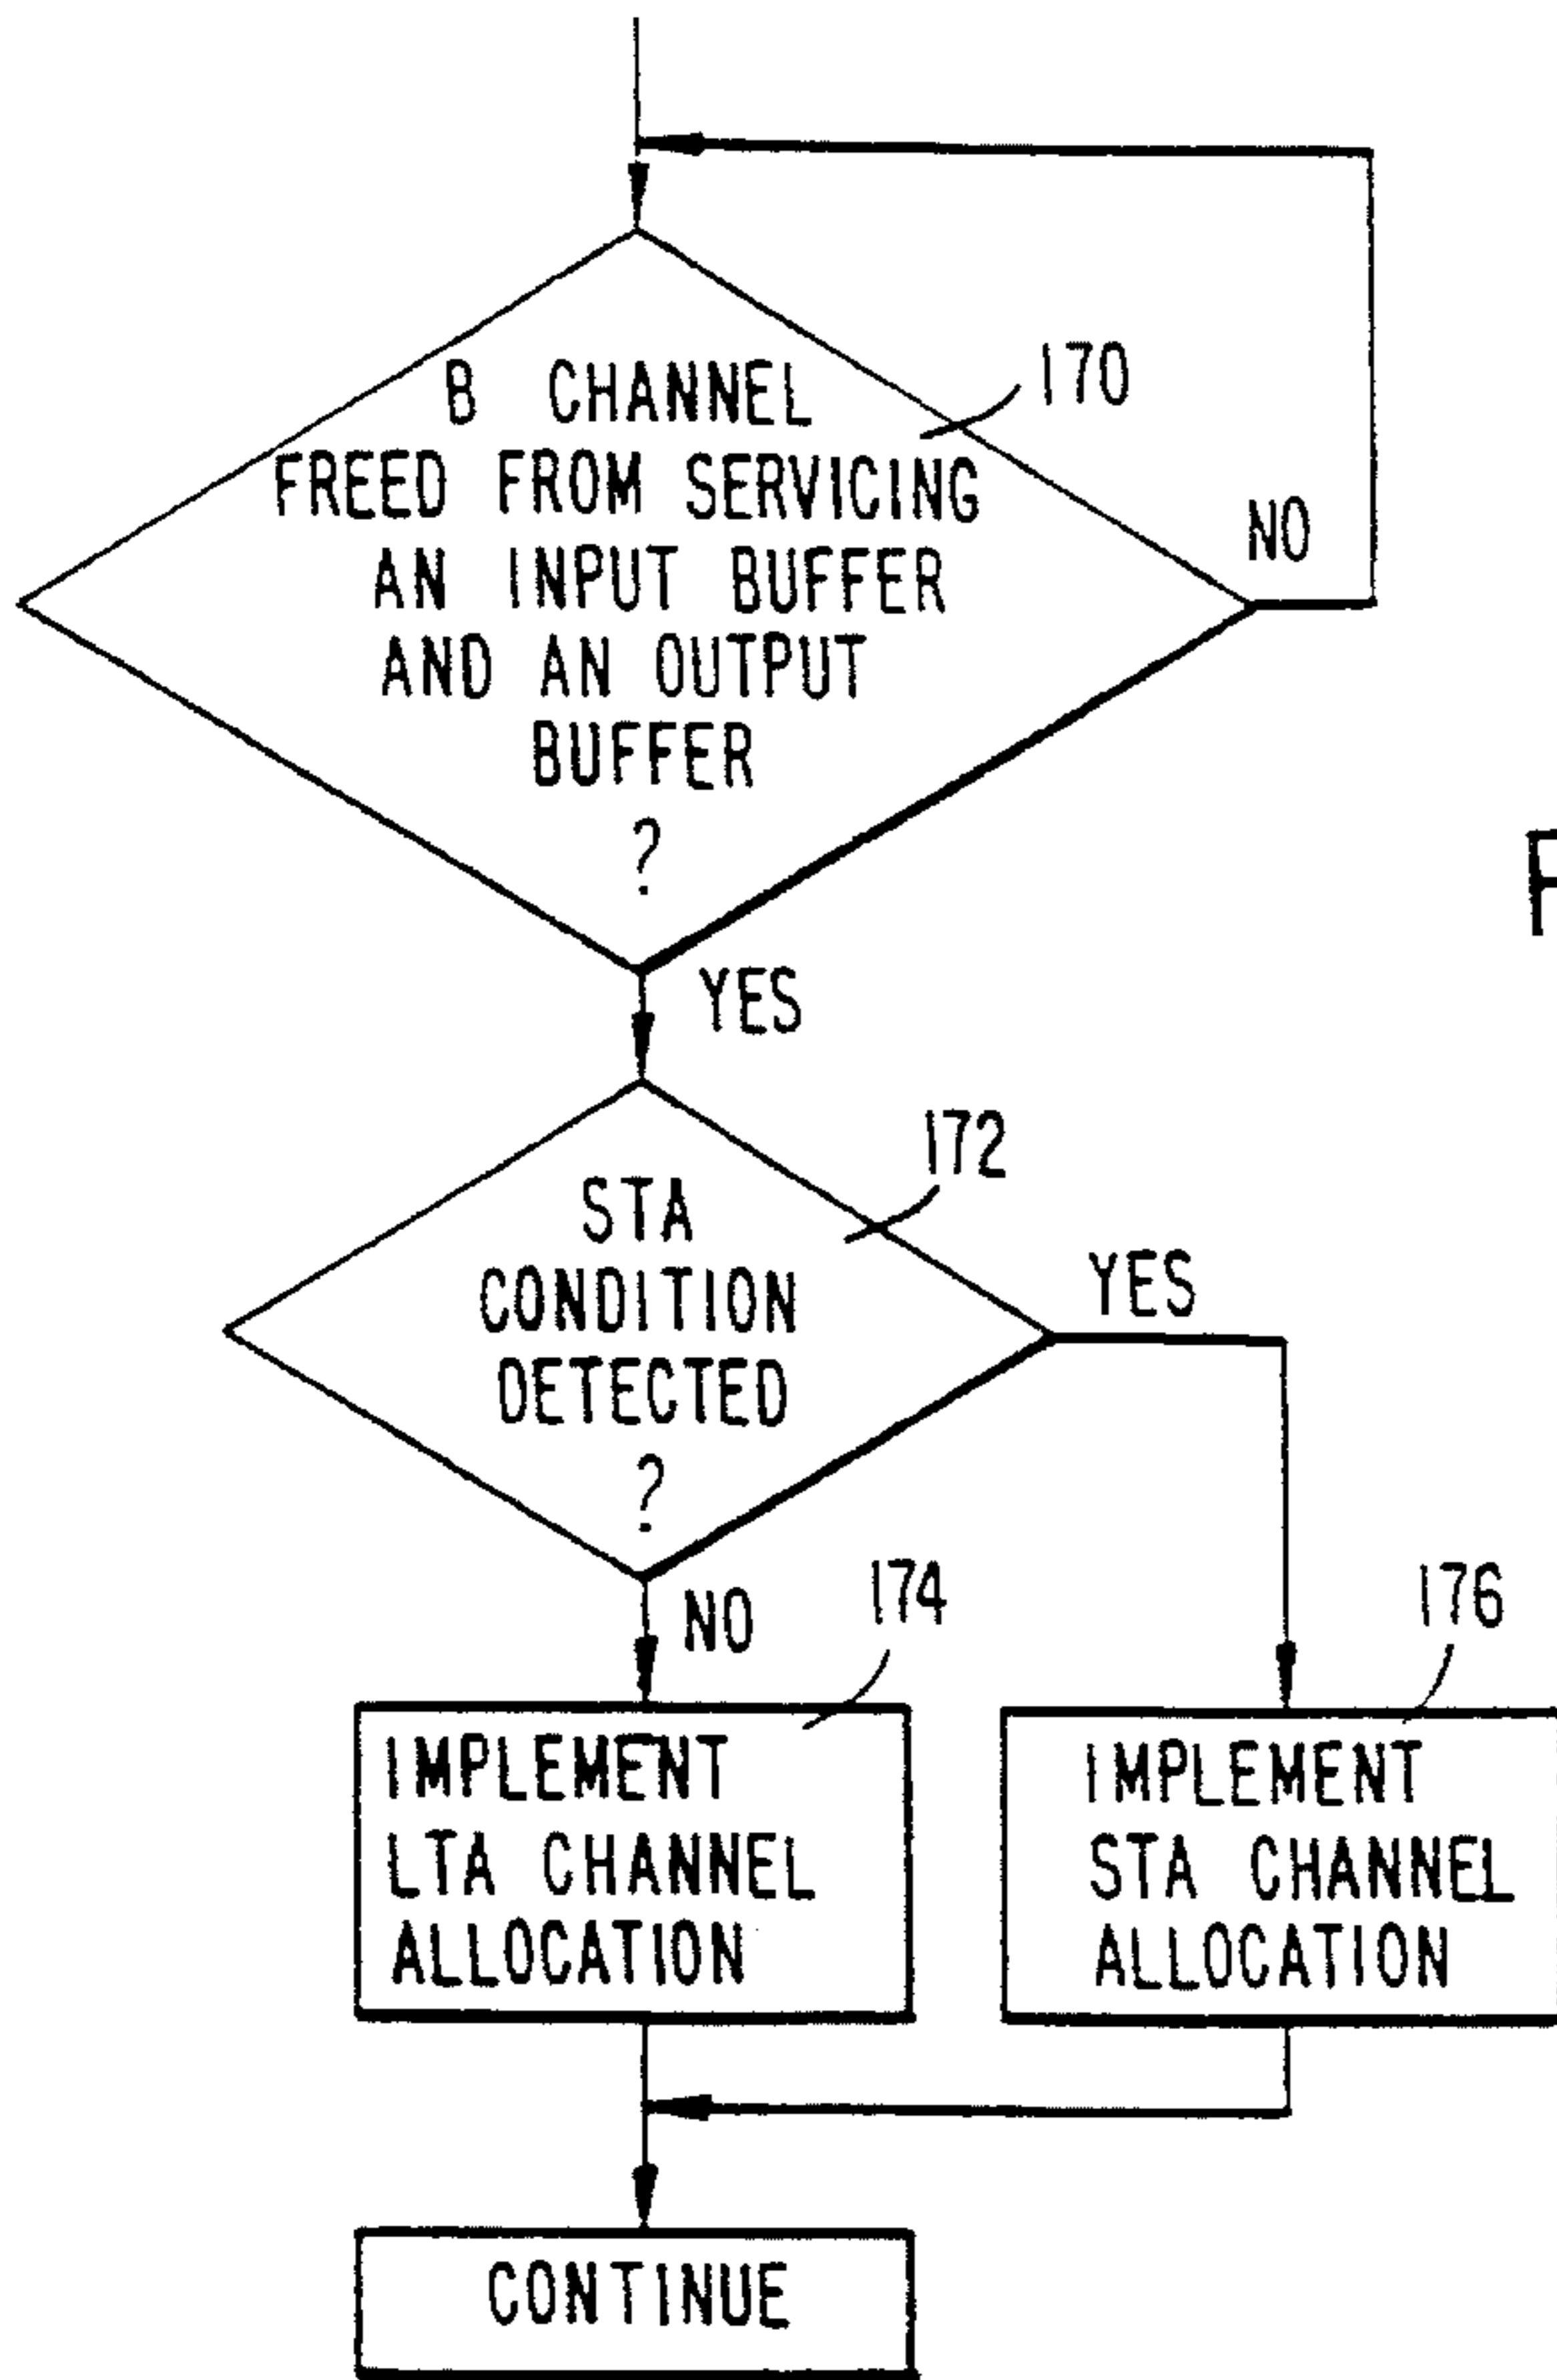 B CHANNEL
FREED FROM SERVICING
AN INPUT BUFFER
AND AN OUTPUT
BUFFER
?
170
NO
YES
STA
CONDITION
DETECTED
?
172
YES
NO
174
IMPLEMENT
LTA CHANNEL
ALLOCATION
176
IMPLEMENT
STA CHANNEL
ALLOCATION
CONTINUE